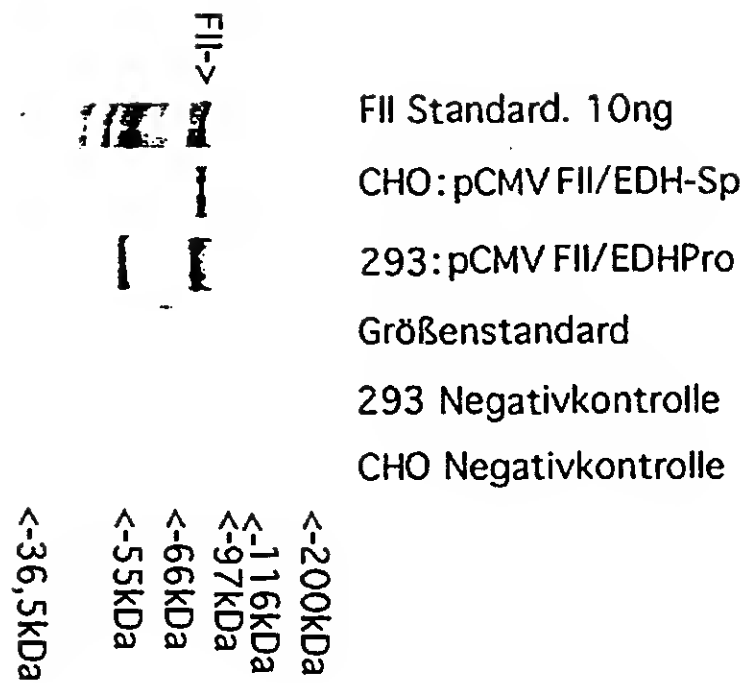 FII->
FII Standard. 10ng
CHO:pCMV FII/EDH-Sp
293:pCMV FII/EDHPro
Größenstandard
293 Negativkontrolle
CHO Negativkontrolle
<-36,5kDa
<-55kDa
<-66kDa
<-97kDa
<-116kDa
<-200kDa